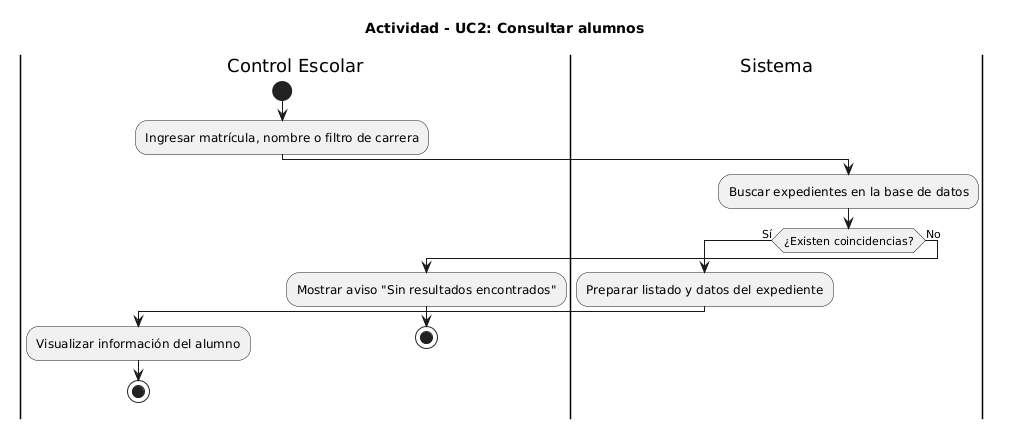 Actividad - UC2: Consultar alumnos
Control Escolar
Sistema
Ingresar matrícula, nombre o filtro de carrera
Buscar expedientes en la base de datos
Sí
¿Existen coincidencias?
No
Mostrar aviso "Sin resultados encontrados"
Preparar listado y datos del expediente
Visualizar información del alumno